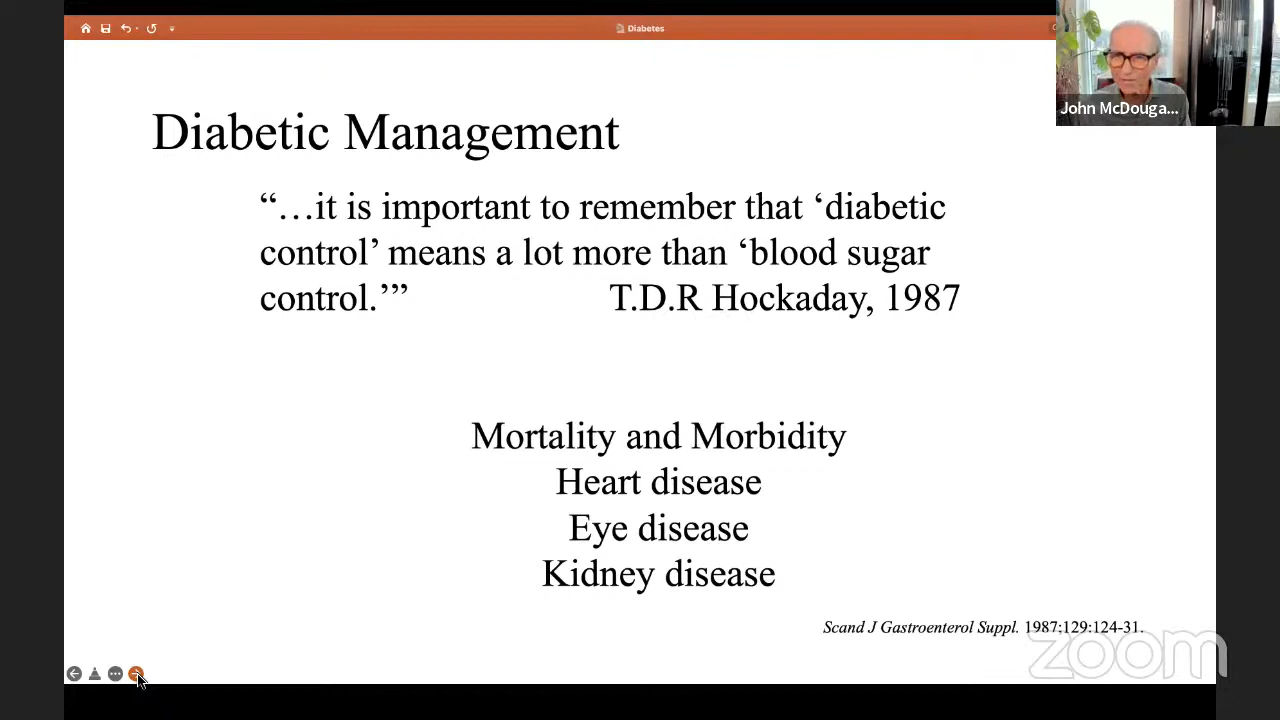 Diabetes
John McDouga...
Diabetic Management
“…it is important to remember that ‘diabetic
control’ means a lot more than ‘blood sugar
control.’” T.D.R Hockaday, 1987
Mortality and Morbidity
Heart disease
Eye disease
Kidney disease
Scand J Gastroenterol Suppl. 1987;129:124-31.
zoom